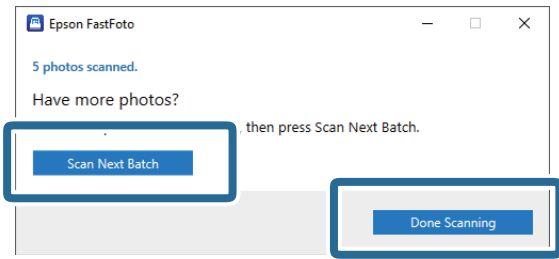 Epson FastFoto
5 photos scanned.
Have more photos?
, then press Scan Next Batch.
Scan Next Batch
Done Scanning